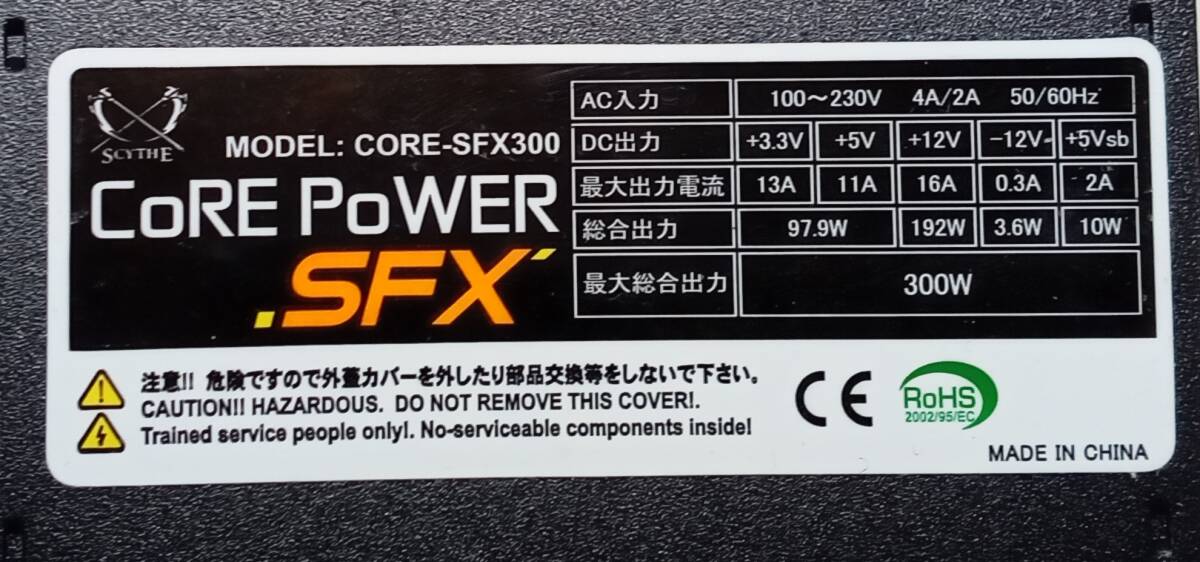 SCYTHE
MODEL: CORE-SFX300
CoRE PoWER
.SFX
AC入力 100～230V 4A/2A 50/60Hz
DC出力 +3.3V +5V +12V -12V +5Vsb
最大出力電流 13A 11A 16A 0.3A 2A
総合出力 97.9W 192W 3.6W 10W
最大総合出力 300W
注意!! 危険ですので外蓋カバーを外したり部品交換等をしないで下さい。
CAUTION!! HAZARDOUS. DO NOT REMOVE THIS COVER!.
Trained service people only!. No-serviceable components inside!
CE
RoHS
2002/95/EC
MADE IN CHINA